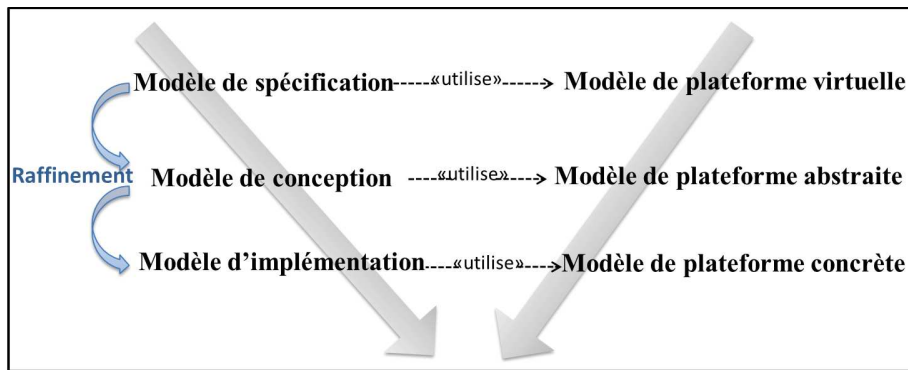 Modèle de spécification «utilise» Modèle de plateforme virtuelle
Raffinement Modèle de conception «utilise» Modèle de plateforme abstraite
Modèle d'implémentation «utilise» Modèle de plateforme concrète